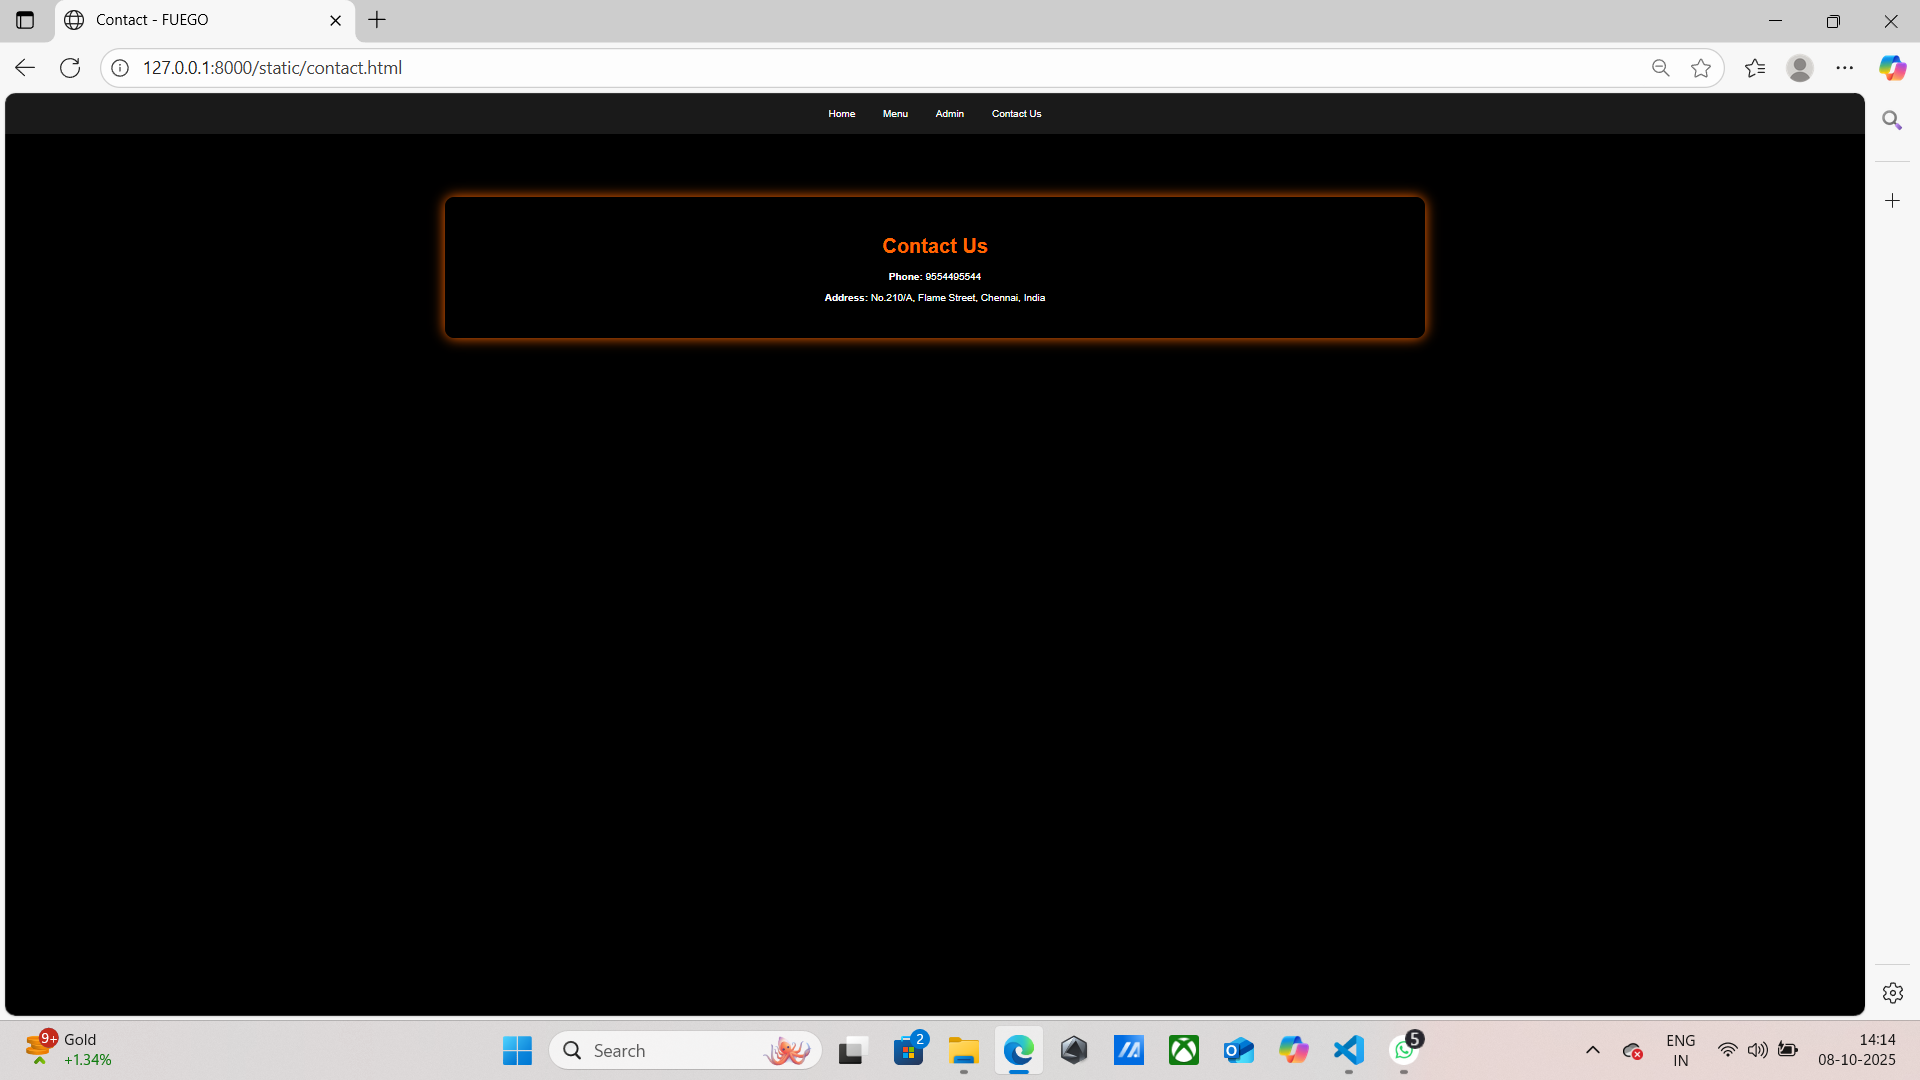 Contact - FUEGO
127.0.0.1:8000/static/contact.html
Home Menu Admin Contact Us
Contact Us
Phone: 9554495544
Address: No.210/A, Flame Street, Chennai, India
9+
Gold
+1.34%
Search
2
5
ENG
IN
14:14
08-10-2025